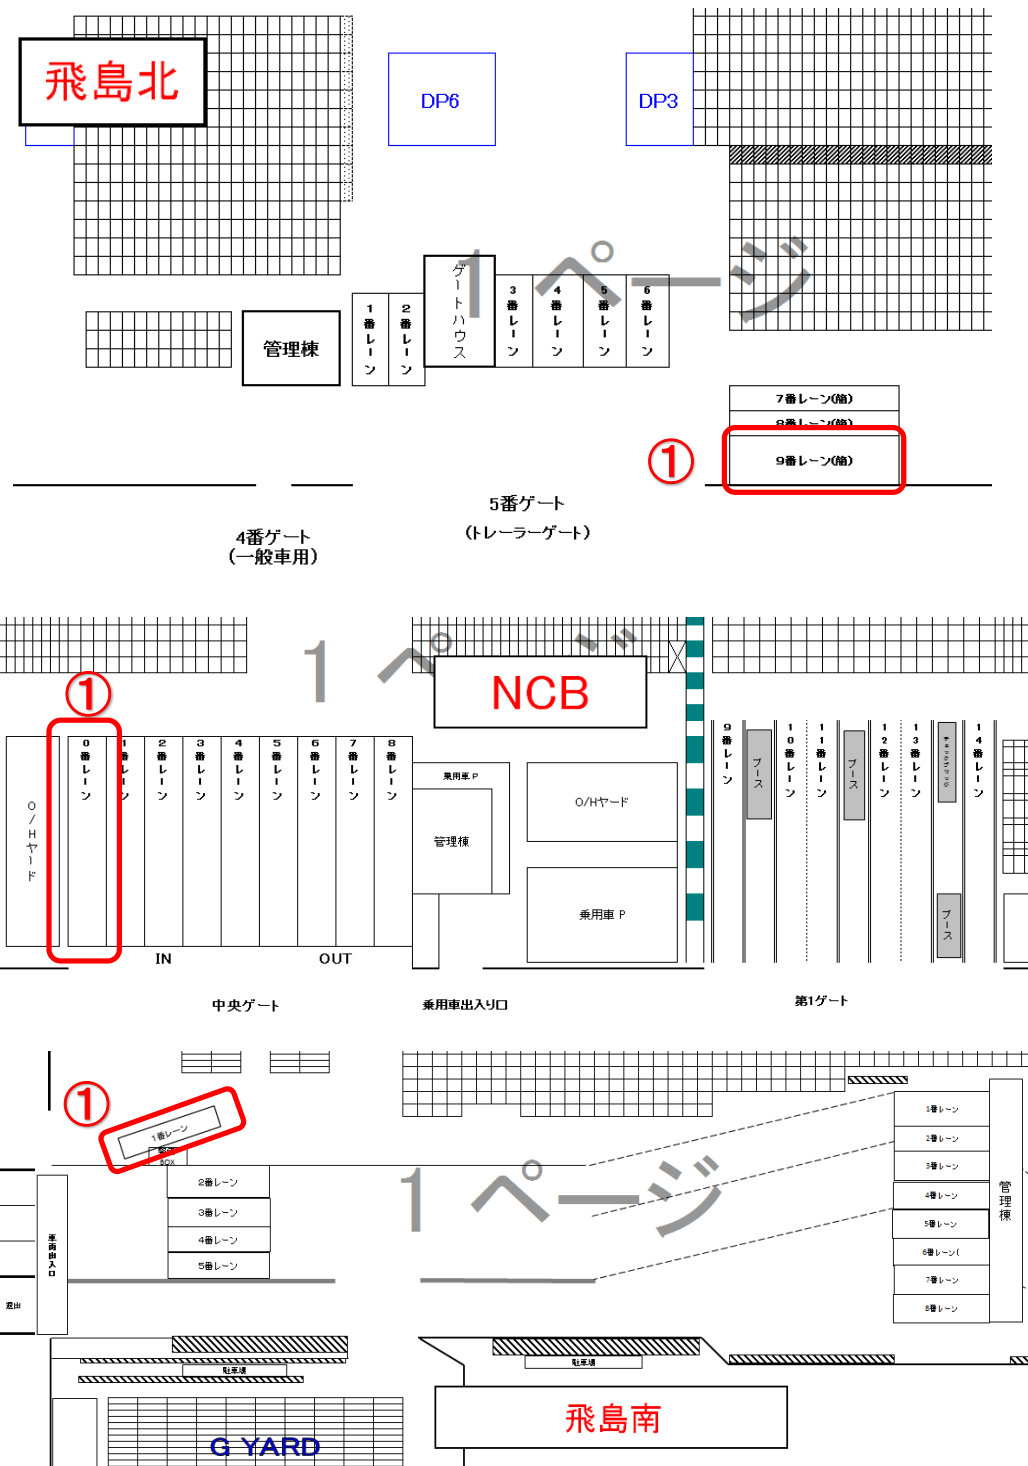 飛島北
DP6
DP3
1 ページ
ゲートハウス
1番レーン
2番レーン
3番レーン
4番レーン
5番レーン
6番レーン
管理棟
7番レーン(簡)
8番レーン(簡)
①
9番レーン(簡)
5番ゲート
(トレーラーゲート)
4番ゲート
(一般車用)
1 ページ
NCB
①
O/Hヤード
0番レーン
1番レーン
2番レーン
3番レーン
4番レーン
5番レーン
6番レーン
7番レーン
8番レーン
乗用車 P
管理棟
O/Hヤード
乗用車 P
9番レーン
ブース
10番レーン
11番レーン
ブース
12番レーン
13番レーン
14番レーン
ブース
IN
OUT
中央ゲート
乗用車出入り口
第1ゲート
①
1番レーン
BOX
1 ページ
2番レーン
3番レーン
4番レーン
5番レーン
車両出入口
1番レーン
2番レーン
3番レーン
4番レーン
5番レーン
6番レーン(
7番レーン
8番レーン
管理棟
駐車場
駐車場
飛島南
G YARD